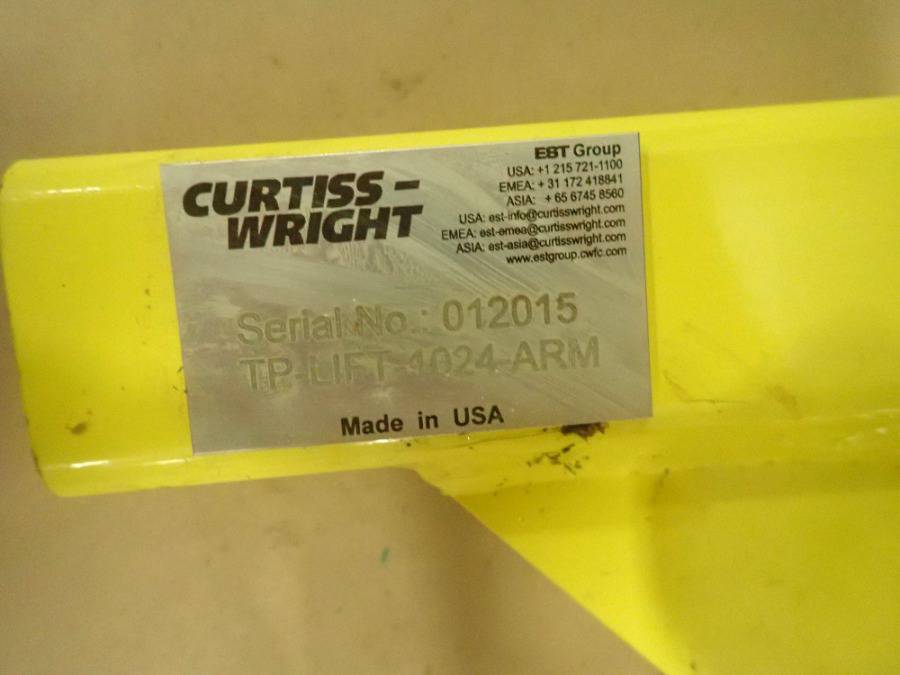 CURTISS-
WRIGHT
EST Group
USA: +1 215 721-1100
EMEA: + 31 172 418841
ASIA: + 65 6745 8560
USA: est-info@curtisswright.com
EMEA: est-emea@curtisswright.com
ASIA: est-asia@curtisswright.com
www.estgroup.cwfc.com
Serial No.: 012015
TP-LIFT-1024-ARM
Made in USA